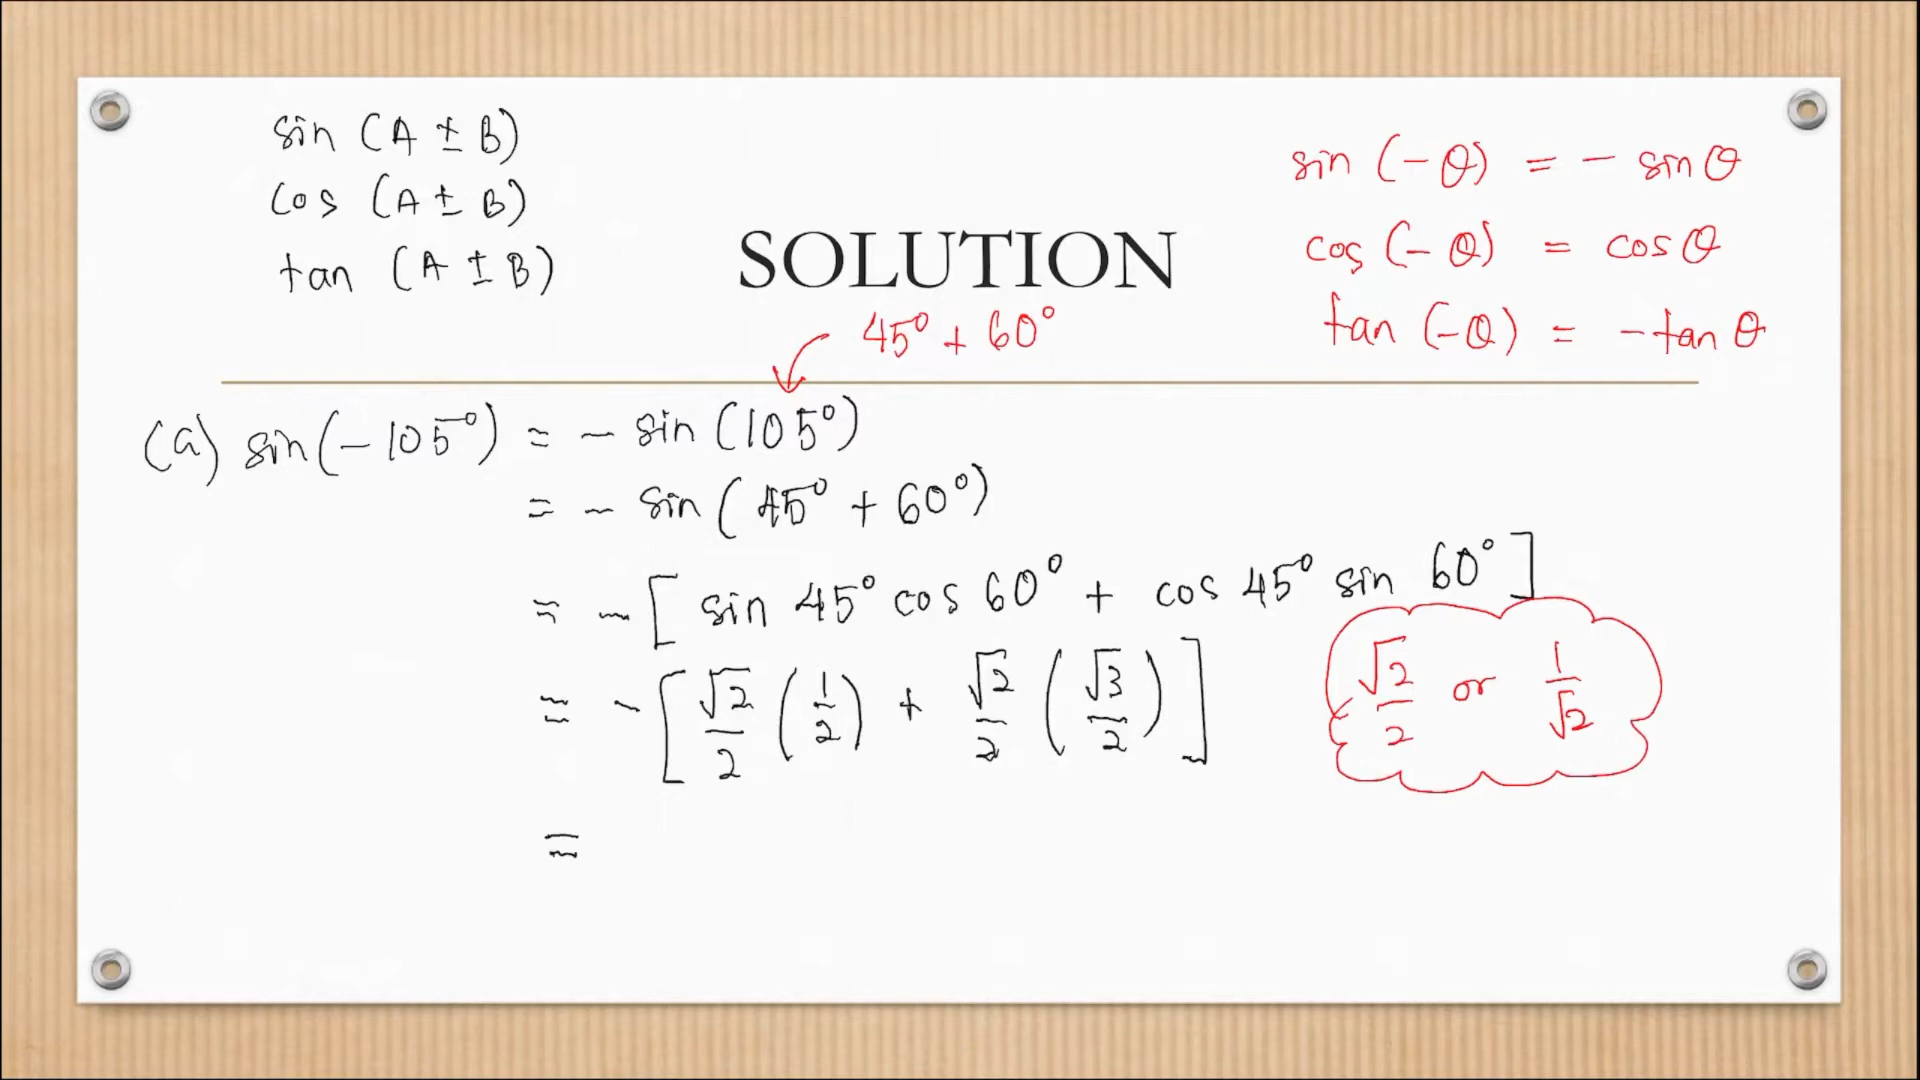 sin (A ± B)
cos (A ± B)
tan (A ± B)
SOLUTION
sin (-θ) = - sin θ
cos (-θ) = cos θ
tan (-θ) = -tan θ
45° + 60°
(a) sin(-105°) = - sin (105°)
= - sin (45° + 60°)
= - [ sin 45° cos 60° + cos 45° sin 60° ]
= - [ √2/2 (1/2) + √2/2 (√3/2) ]
√2/2 or 1/√2
=